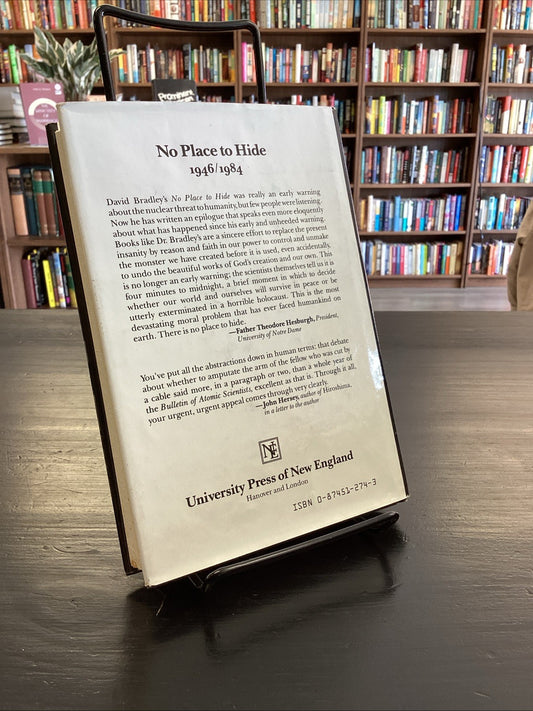 Prominent
No Place to Hide
1946/1984
David Bradley's No Place to Hide was really an early warning
about the nuclear threat to humanity, but few people were listening.
Now he has written an epilogue that speaks even more eloquently
about what has happened since his early and unheeded warning.
Books like Dr. Bradley's are a sincere effort to replace the present
insanity by reason and faith in our power to control and unmake
the monster we have created before it is used, even accidentally,
to undo the beautiful works of God's creation and our own. This
is no longer an early warning; the scientists themselves tell us it is
four minutes to midnight, a brief moment in which to decide
whether our world and ourselves will survive in peace or be
utterly exterminated in a horrible holocaust. This is the most
devastating moral problem that has ever faced humankind on
earth. There is no place to hide.
—Father Theodore Hesburgh, President,
University of Notre Dame
You've put all the abstractions down in human terms; that debate
about whether to amputate the arm of the fellow who was cut by
a cable said more, in a paragraph or two, than a whole year of
the Bulletin of Atomic Scientists, excellent as that is. Through it all,
your urgent, urgent appeal comes through very clearly.
—John Hersey, author of Hiroshima,
in a letter to the author
NE
University Press of New England
Hanover and London
ISBN 0-87451-274-3